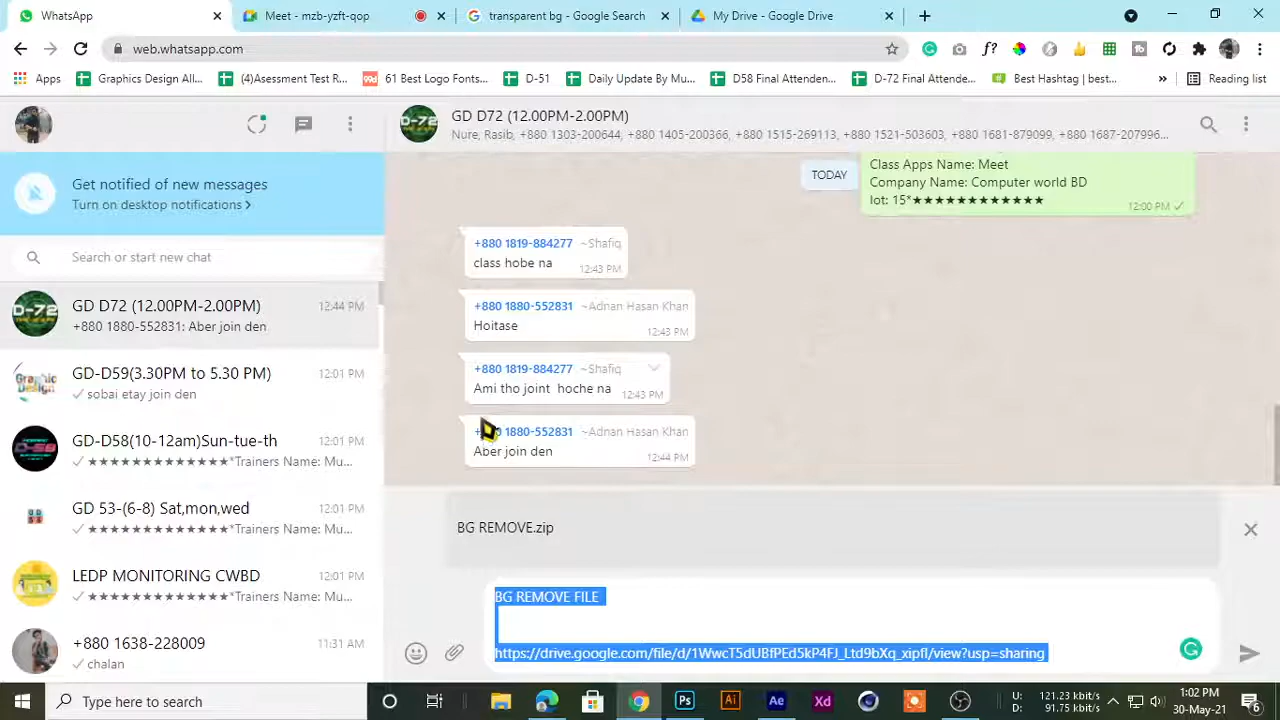 WhatsApp
Meet - mzb-yzft-qop
transparent bg - Google Search
My Drive - Google Drive
web.whatsapp.com
Apps
Graphics Design All...
(4)Asessment Test R...
61 Best Logo Fonts...
D-51
Daily Update By Mu...
D58 Final Attenden...
D-72 Final Attende...
Best Hashtag | best...
Reading list
GD D72 (12.00PM-2.00PM)
Nure, Rasib, +880 1303-200644, +880 1405-200366, +880 1515-269113, +880 1521-503603, +880 1681-879099, +880 1687-207996...
Get notified of new messages
Turn on desktop notifications >
Search or start new chat
GD D72 (12.00PM-2.00PM) 12:44 PM
+880 1880-552831: Aber join den
GD-D59(3.30PM to 5.30 PM) 12:01 PM
sobai etay join den
GD-D58(10-12am)Sun-tue-th 12:01 PM
★★★★★★★★★★★★★*Trainers Name: Mu...
GD 53-(6-8) Sat,mon,wed 12:01 PM
★★★★★★★★★★★★★*Trainers Name: Mu...
LEDP MONITORING CWBD 12:01 PM
★★★★★★★★★★★★★*Trainers Name: Mu...
+880 1638-228009 11:31 AM
chalan
TODAY
Class Apps Name: Meet
Company Name: Computer world BD
lot: 15*★★★★★★★★★★★★
12:00 PM
+880 1819-884277 ~Shafiq
class hobe na 12:43 PM
+880 1880-552831 ~Adnan Hasan Khan
Hoitase 12:43 PM
+880 1819-884277 ~Shafiq
Ami tho joint hoche na 12:43 PM
1880-552831 ~Adnan Hasan Khan
Aber join den 12:44 PM
BG REMOVE.zip
BG REMOVE FILE
https://drive.google.com/file/d/1WwcT5dUBfPEd5kP4FJ_Ltd9bXq_xipfI/view?usp=sharing
Type here to search
U: 121.23 kbit/s
D: 91.75 kbit/s
1:02 PM
30-May-21